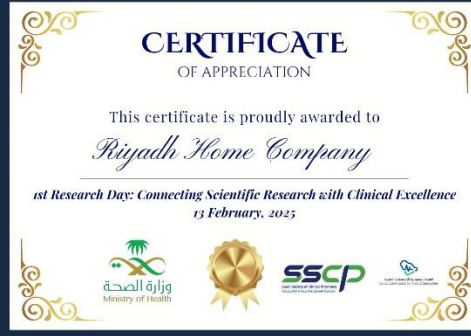 CERTIFICATE
OF APPRECIATION
This certificate is proudly awarded to
Riyadh Home Company
1st Research Day: Connecting Scientific Research with Clinical Excellence
13 February, 2025
وزارة الصحة
Ministry of Health
SSCP